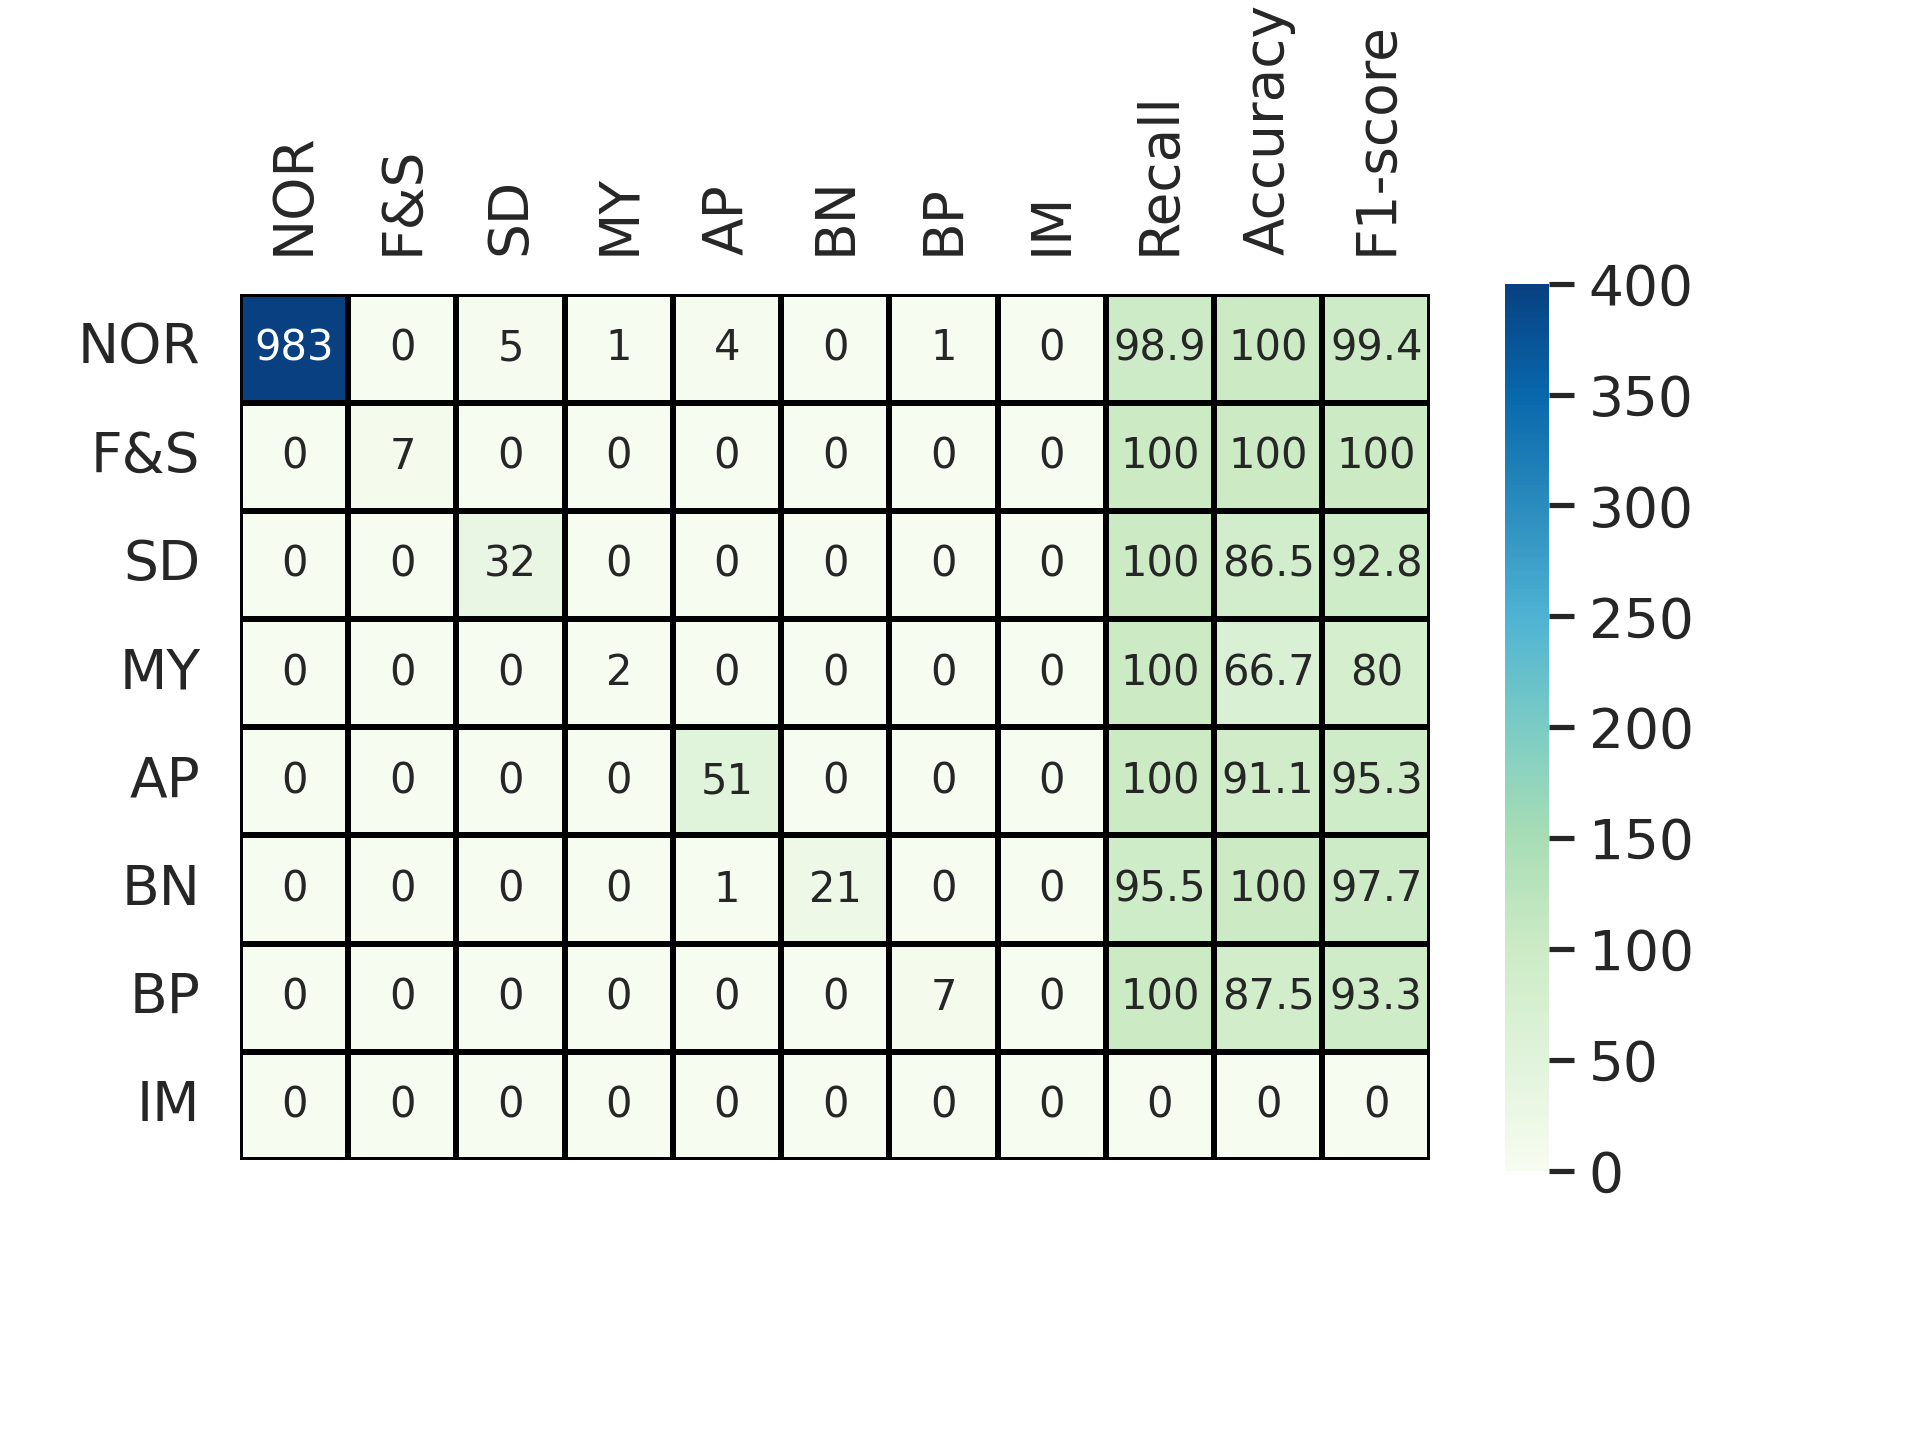 NOR F&S SD MY AP BN BP IM Recall Accuracy F1-score
NOR 983 0 5 1 4 0 1 0 98.9 100 99.4
F&S 0 7 0 0 0 0 0 0 100 100 100
SD 0 0 32 0 0 0 0 0 100 86.5 92.8
MY 0 0 0 2 0 0 0 0 100 66.7 80
AP 0 0 0 0 51 0 0 0 100 91.1 95.3
BN 0 0 0 0 1 21 0 0 95.5 100 97.7
BP 0 0 0 0 0 0 7 0 100 87.5 93.3
IM 0 0 0 0 0 0 0 0 0 0 0
400
350
300
250
200
150
100
50
0